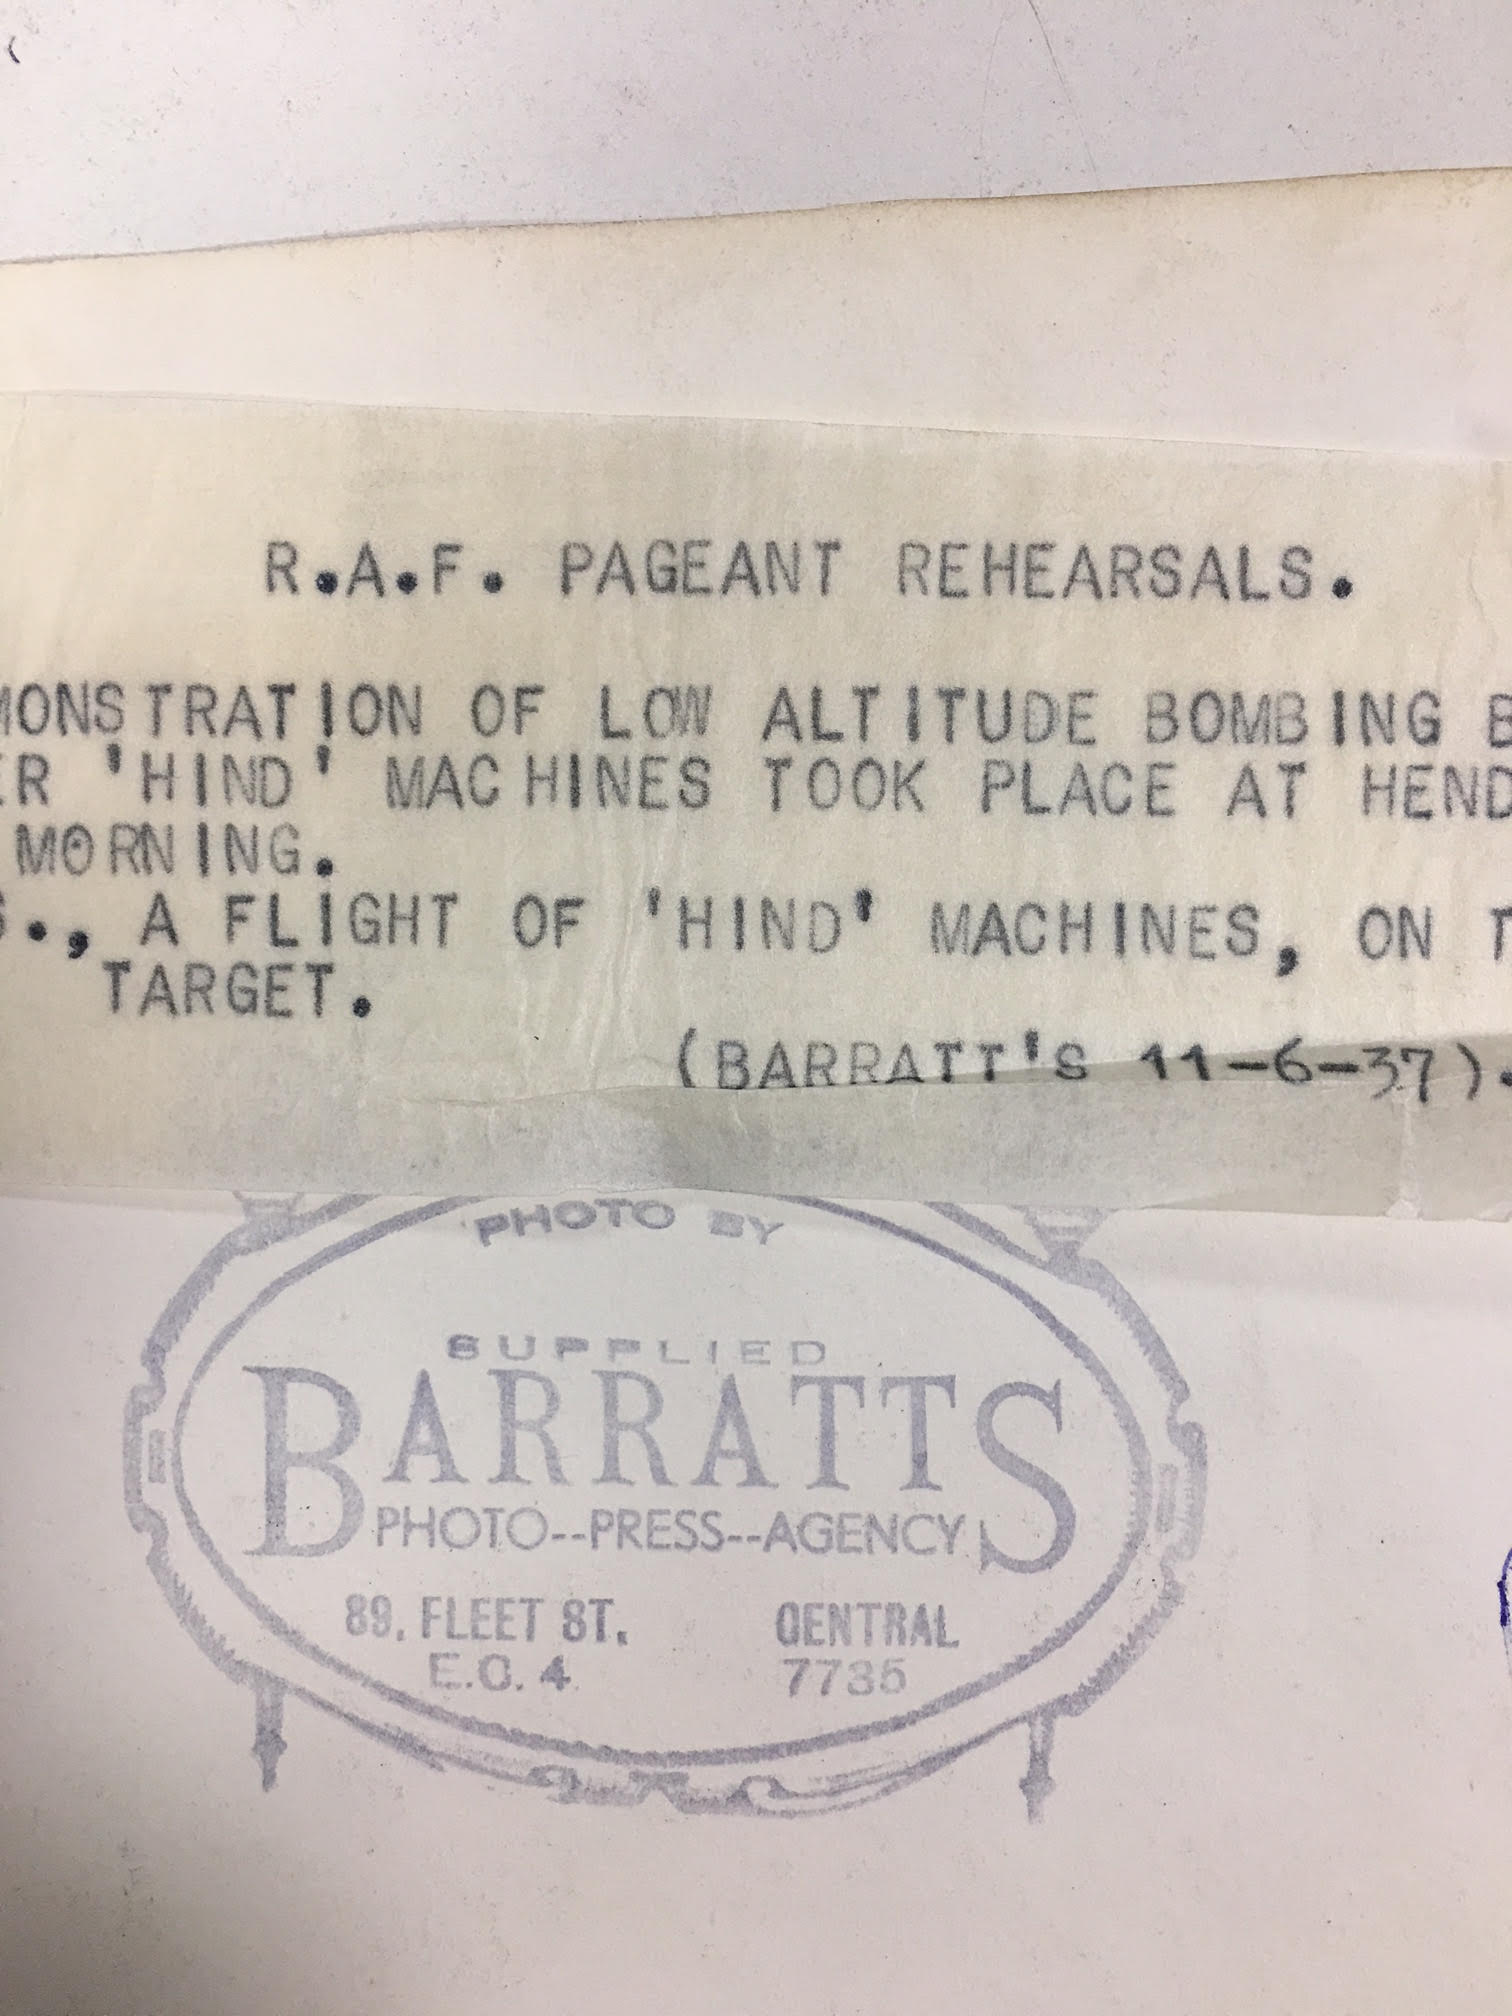 R.A.F. PAGEANT REHEARSALS.
MONSTRATION OF LOW ALTITUDE BOMBING B
ER 'HIND' MACHINES TOOK PLACE AT HEND
MORNING.
S., A FLIGHT OF 'HIND' MACHINES, ON T
TARGET.
(BARRATT'S 11-6-37).
PHOTO BY
SUPPLIED
BARRATTS
PHOTO--PRESS--AGENCY
89, FLEET ST. CENTRAL
E.C. 4 7735